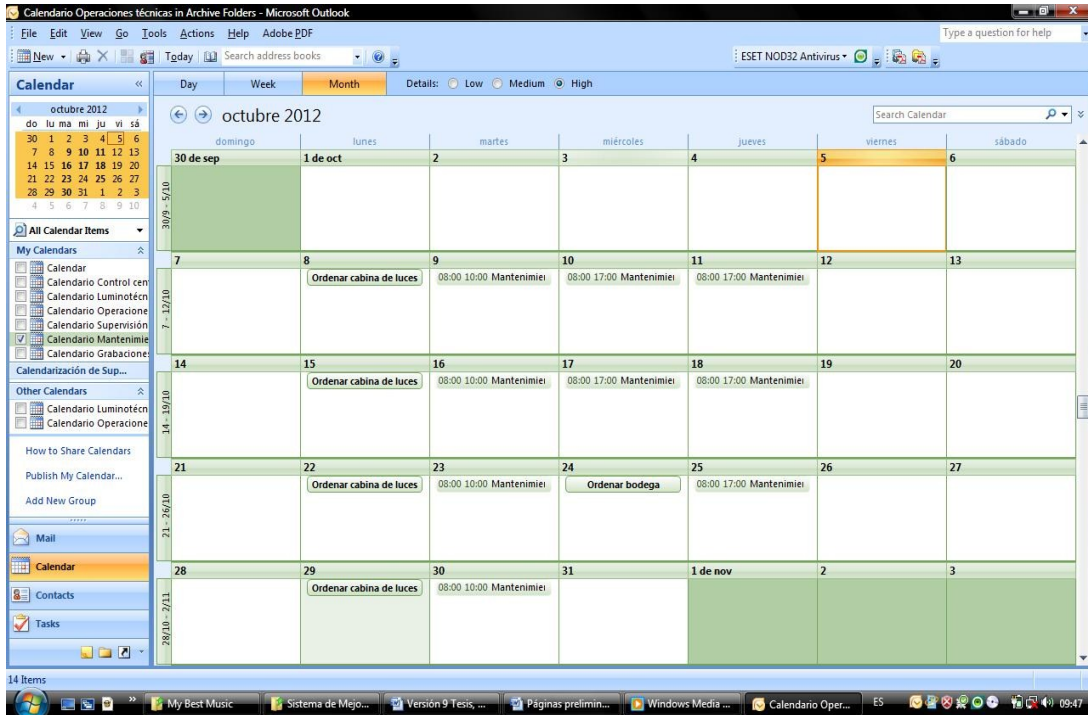 Calendario Operaciones técnicas in Archive Folders - Microsoft Outlook
File Edit View Go Tools Actions Help Adobe PDF
Type a question for help
New Today Search address books
ESET NOD32 Antivirus
Calendar «
Day Week Month Details: Low Medium High
octubre 2012
do lu ma mi ju vi sá
30 1 2 3 4 5 6
7 8 9 10 11 12 13
14 15 16 17 18 19 20
21 22 23 24 25 26 27
28 29 30 31 1 2 3
4 5 6 7 8 9 10
All Calendar Items
My Calendars
Calendar
Calendario Control cen
Calendario Luminotécn
Calendario Operacione
Calendario Supervisión
Calendario Mantenimie
Calendario Grabaciones
Calendarización de Sup...
Other Calendars
Calendario Luminotécn
Calendario Operacione
How to Share Calendars
Publish My Calendar...
Add New Group
Mail
Calendar
Contacts
Tasks
octubre 2012
Search Calendar
domingo lunes martes miércoles jueves viernes sábado
30/9 - 5/10
30 de sep 1 de oct 2 3 4 5 6
7 - 12/10
7 8 9 10 11 12 13
Ordenar cabina de luces 08:00 10:00 Mantenimie 08:00 17:00 Mantenimie 08:00 17:00 Mantenimie
14 - 19/10
14 15 16 17 18 19 20
Ordenar cabina de luces 08:00 10:00 Mantenimie 08:00 17:00 Mantenimie 08:00 17:00 Mantenimie
21 - 26/10
21 22 23 24 25 26 27
Ordenar cabina de luces 08:00 10:00 Mantenimie Ordenar bodega 08:00 17:00 Mantenimie
28/10 - 2/11
28 29 30 31 1 de nov 2 3
Ordenar cabina de luces 08:00 10:00 Mantenimie
14 Items
My Best Music Sistema de Mejo... Versión 9 Tesis, ... Páginas prelimin... Windows Media ... Calendario Oper... ES 09:47